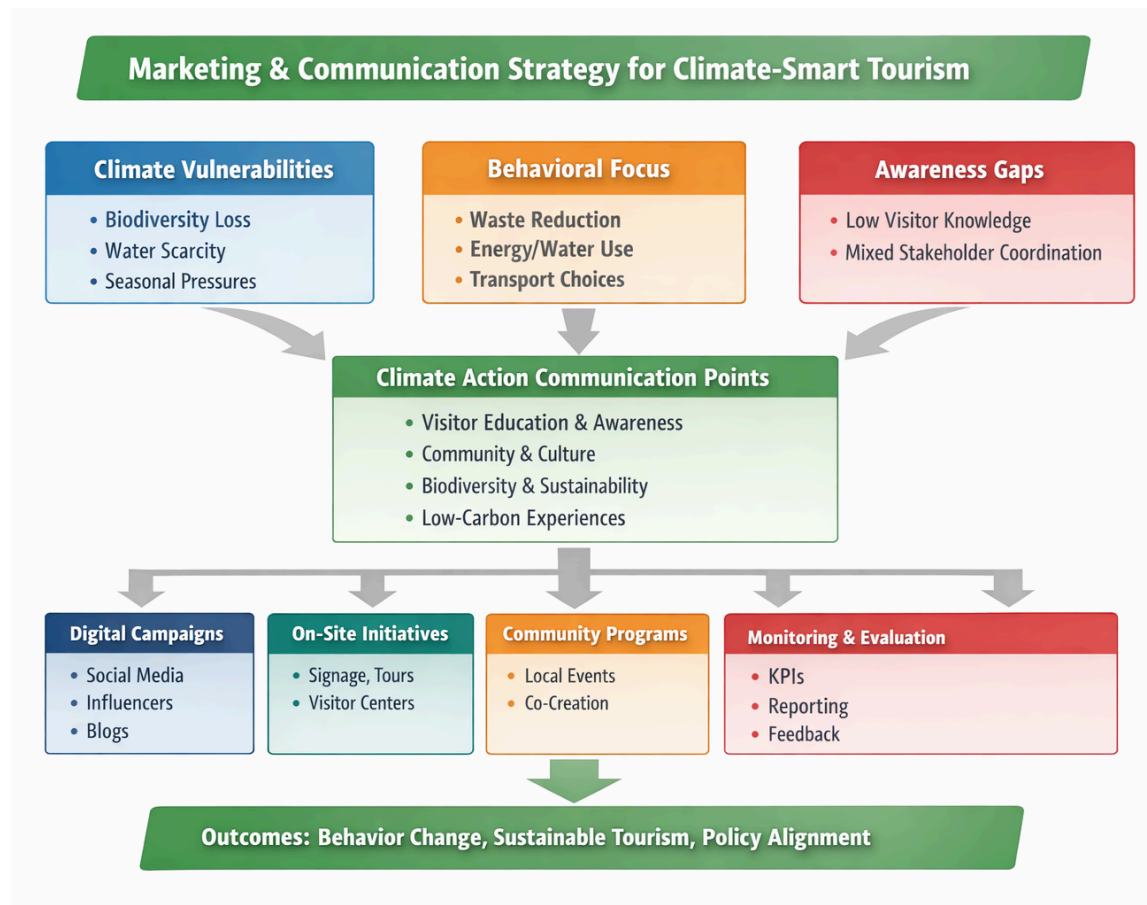 Marketing & Communication Strategy for Climate-Smart Tourism
Climate Vulnerabilities
• Biodiversity Loss
• Water Scarcity
• Seasonal Pressures
Behavioral Focus
• Waste Reduction
• Energy/Water Use
• Transport Choices
Awareness Gaps
• Low Visitor Knowledge
• Mixed Stakeholder Coordination
Climate Action Communication Points
• Visitor Education & Awareness
• Community & Culture
• Biodiversity & Sustainability
• Low-Carbon Experiences
Digital Campaigns
• Social Media
• Influencers
• Blogs
On-Site Initiatives
• Signage, Tours
• Visitor Centers
Community Programs
• Local Events
• Co-Creation
Monitoring & Evaluation
• KPIs
• Reporting
• Feedback
Outcomes: Behavior Change, Sustainable Tourism, Policy Alignment